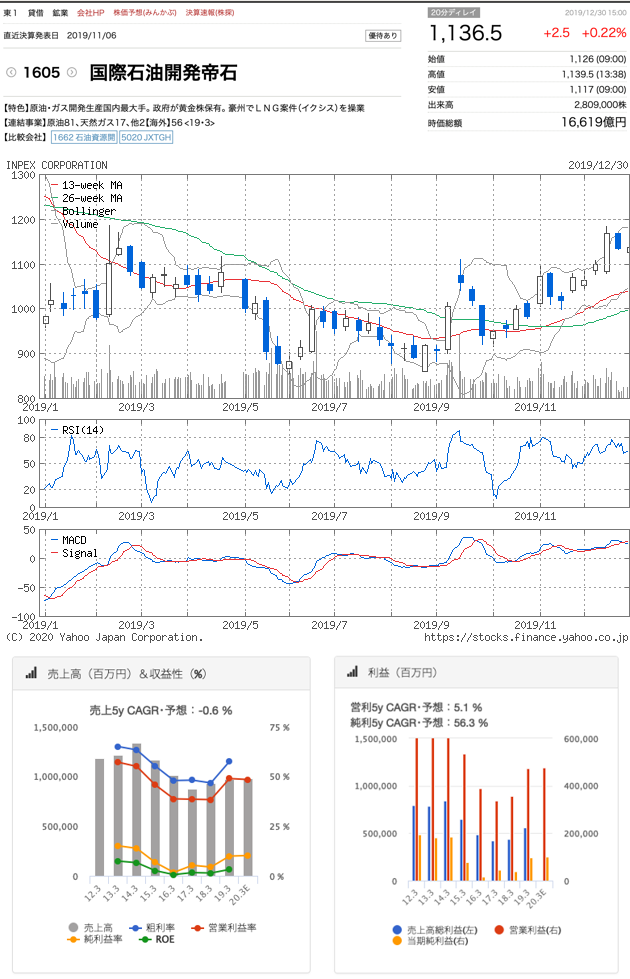 東1 貸借 鉱業 会社HP 株価予想(みんかぶ) 決算速報(株探)
直近決算発表日 2019/11/06 優待あり
1605 国際石油開発帝石
【特色】原油・ガス開発生産国内最大手。政府が黄金株保有。豪州でLNG案件(イクシス)を操業
【連結事業】原油81、天然ガス17、他2【海外】56 <19・3>
【比較会社】 1662 石油資源開 5020 JXTGH
20分ディレイ 2019/12/30 15:00
1,136.5 +2.5 +0.22%
始値 1,126 (09:00)
高値 1,139.5 (13:38)
安値 1,117 (09:00)
出来高 2,809,000株
時価総額 16,619億円
INPEX CORPORATION 2019/12/30
1300
1200
1100
1000
900
800
13-week MA
26-week MA
Bollinger
Volume
2019/1 2019/3 2019/5 2019/7 2019/9 2019/11
100
80
50
20
0
RSI(14)
2019/1 2019/3 2019/5 2019/7 2019/9 2019/11
50
0
-50
-100
MACD
Signal
2019/1 2019/3 2019/5 2019/7 2019/9 2019/11
(C) 2020 Yahoo Japan Corporation. https://stocks.finance.yahoo.co.jp
売上高（百万円）＆収益性（%）
売上5y CAGR・予想：-0.6 %
1,500,000 75 %
1,000,000 50 %
500,000 25 %
0 0 %
12.3 13.3 14.3 15.3 16.3 17.3 18.3 19.3 20.3E
売上高 粗利率 営業利益率
純利益率 ROE
利益（百万円）
営利5y CAGR・予想：5.1 %
純利5y CAGR・予想：56.3 %
1,500,000 600,000
1,000,000 400,000
500,000 200,000
0 0
12.3 13.3 14.3 15.3 16.3 17.3 18.3 19.3 20.3E
売上高総利益(左) 営業利益(右)
当期純利益(右)